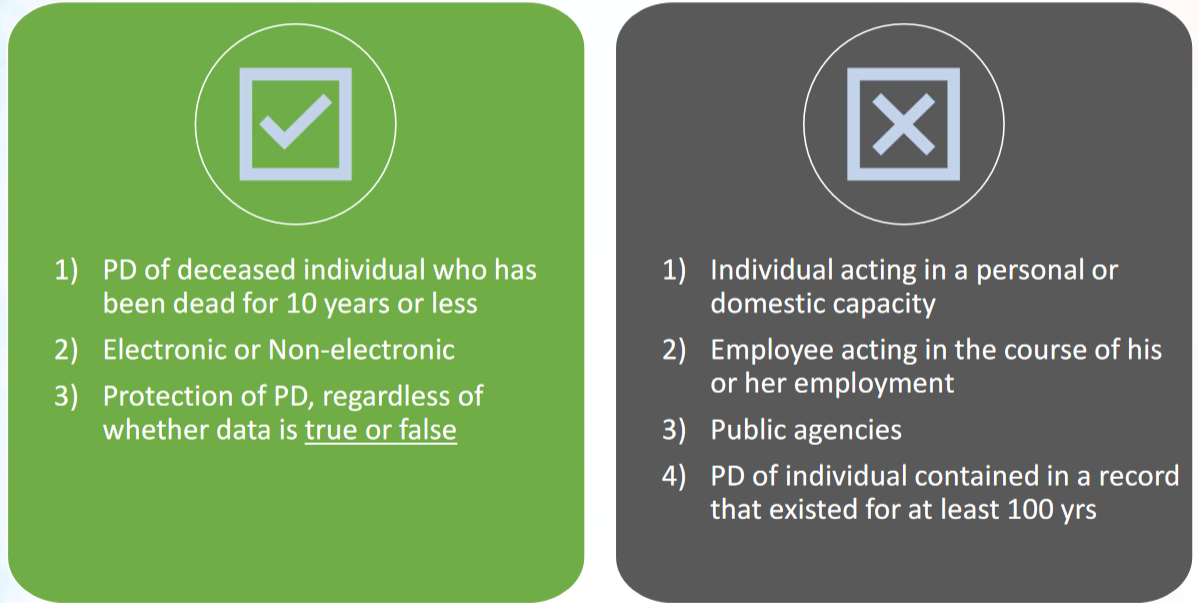 1) PD of deceased individual who has
been dead for 10 years or less
2) Electronic or Non-electronic
3) Protection of PD, regardless of
whether data is true or false
1) Individual acting in a personal or
domestic capacity
2) Employee acting in the course of his
or her employment
3) Public agencies
4) PD of individual contained in a record
that existed for at least 100 yrs